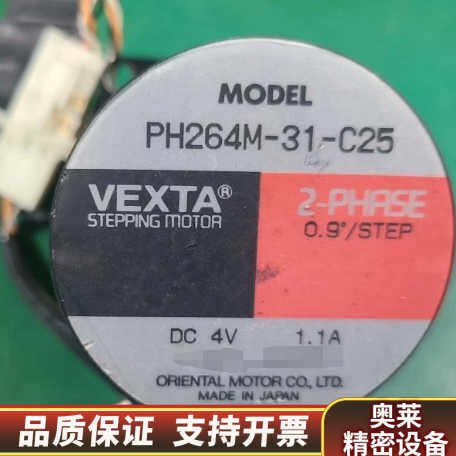 MODEL
PH264M-31-C25
VEXTA®
STEPPING MOTOR
2-PHASE
0.9°/STEP
DC 4V 1.1A
ORIENTAL MOTOR CO., LTD.
MADE IN JAPAN
品质保证 支持开票
奥莱
精密设备